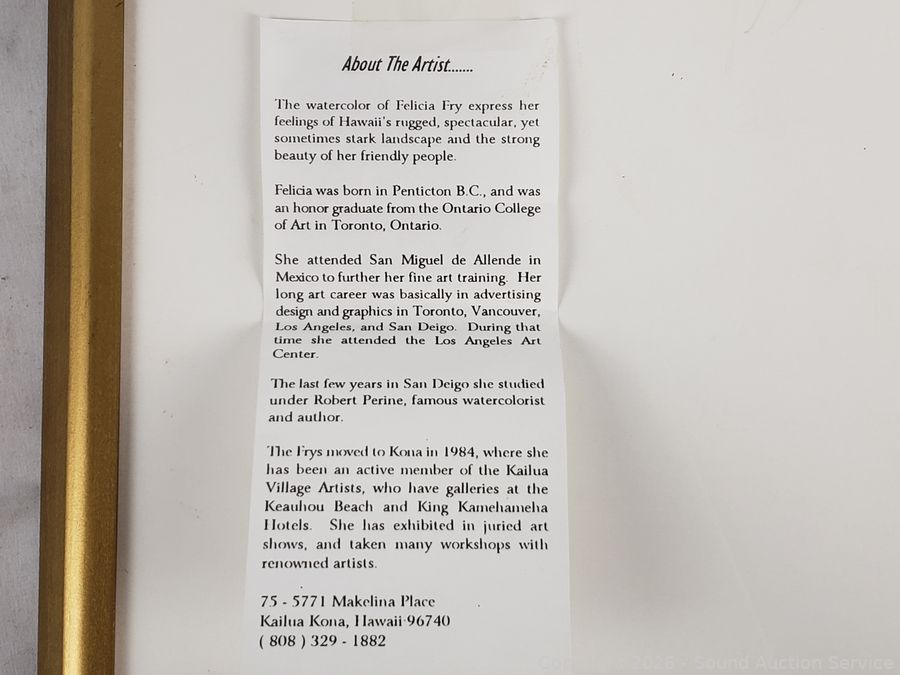 About The Artist.......
The watercolor of Felicia Fry express her
feelings of Hawaii's rugged, spectacular, yet
sometimes stark landscape and the strong
beauty of her friendly people.
Felicia was born in Penticton B.C., and was
an honor graduate from the Ontario College
of Art in Toronto, Ontario.
She attended San Miguel de Allende in
Mexico to further her fine art training. Her
long art career was basically in advertising
design and graphics in Toronto, Vancouver,
Los Angeles, and San Deigo. During that
time she attended the Los Angeles Art
Center.
The last few years in San Deigo she studied
under Robert Perine, famous watercolorist
and author.
The Frys moved to Kona in 1984, where she
has been an active member of the Kailua
Village Artists, who have galleries at the
Keauhou Beach and King Kamehameha
Hotels. She has exhibited in juried art
shows, and taken many workshops with
renowned artists.
75 - 5771 Makelina Place
Kailua Kona, Hawaii 96740
( 808 ) 329 - 1882
Copyright 2026 - Sound Auction Service